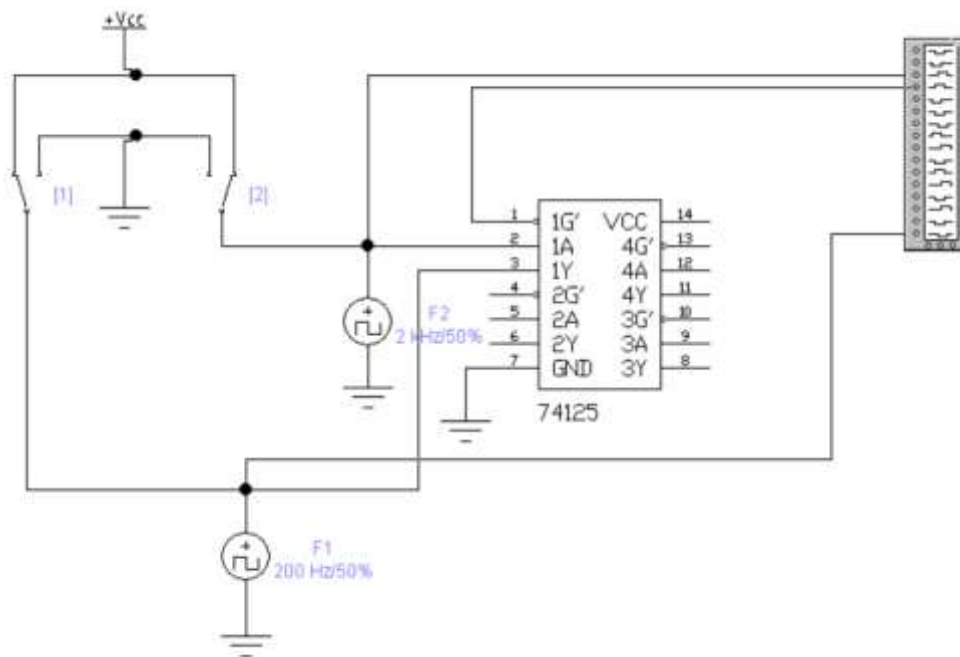 +Vcc
[1]
[2]
1 1G' VCC 14
2 1A 4G' 13
3 1Y 4A 12
4 2G' 4Y 11
5 2A 3G' 10
6 2Y 3A 9
7 GND 3Y 8
74125
F2
2 kHz/50%
F1
200 Hz/50%